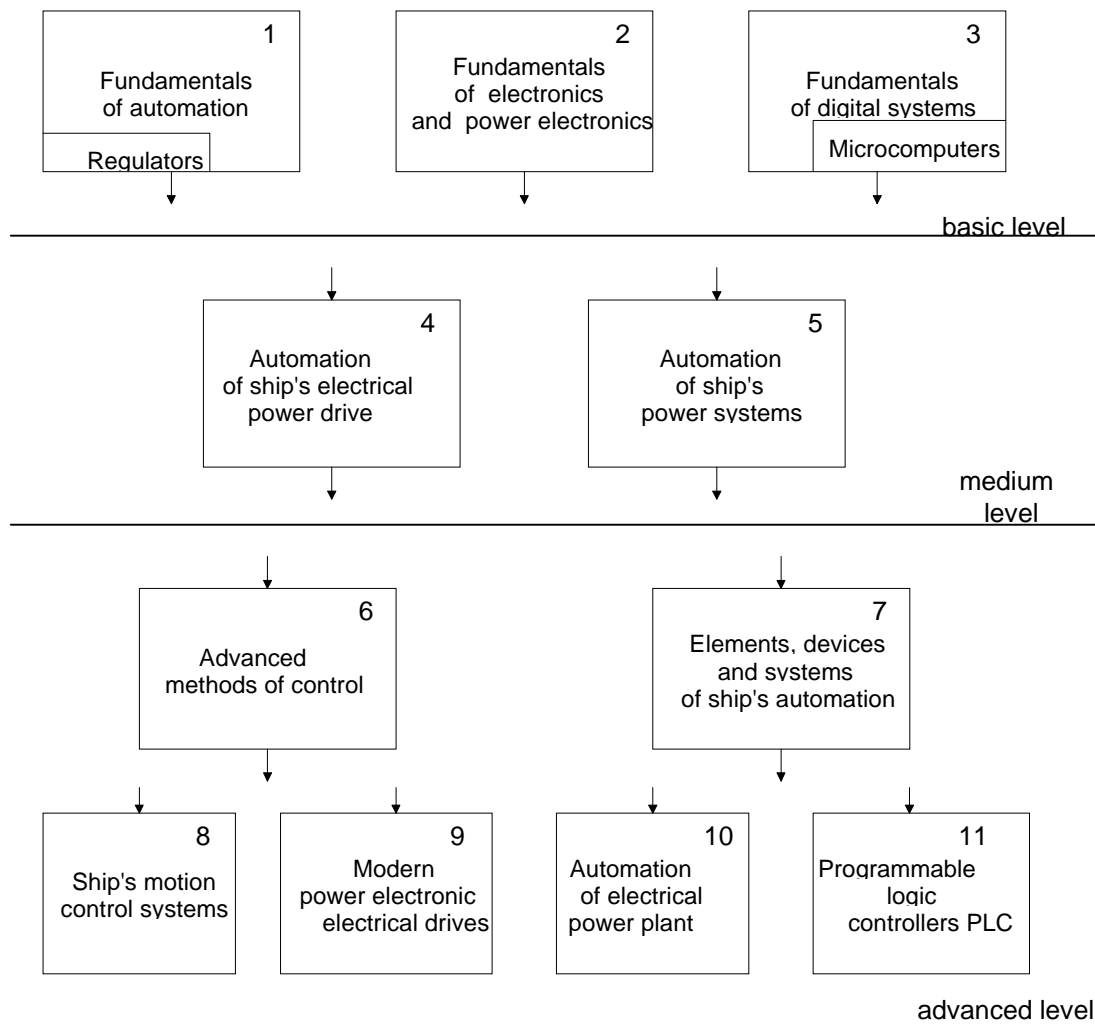 1
Fundamentals
of automation
Regulators
2
Fundamentals
of electronics
and power electronics
3
Fundamentals
of digital systems
Microcomputers
basic level
4
Automation
of ship's electrical
power drive
5
Automation
of ship's
power systems
medium
level
6
Advanced
methods of control
7
Elements, devices
and systems
of ship's automation
8
Ship's motion
control systems
9
Modern
power electronic
electrical drives
10
Automation
of electrical
power plant
11
Programmable
logic
controllers PLC
advanced level